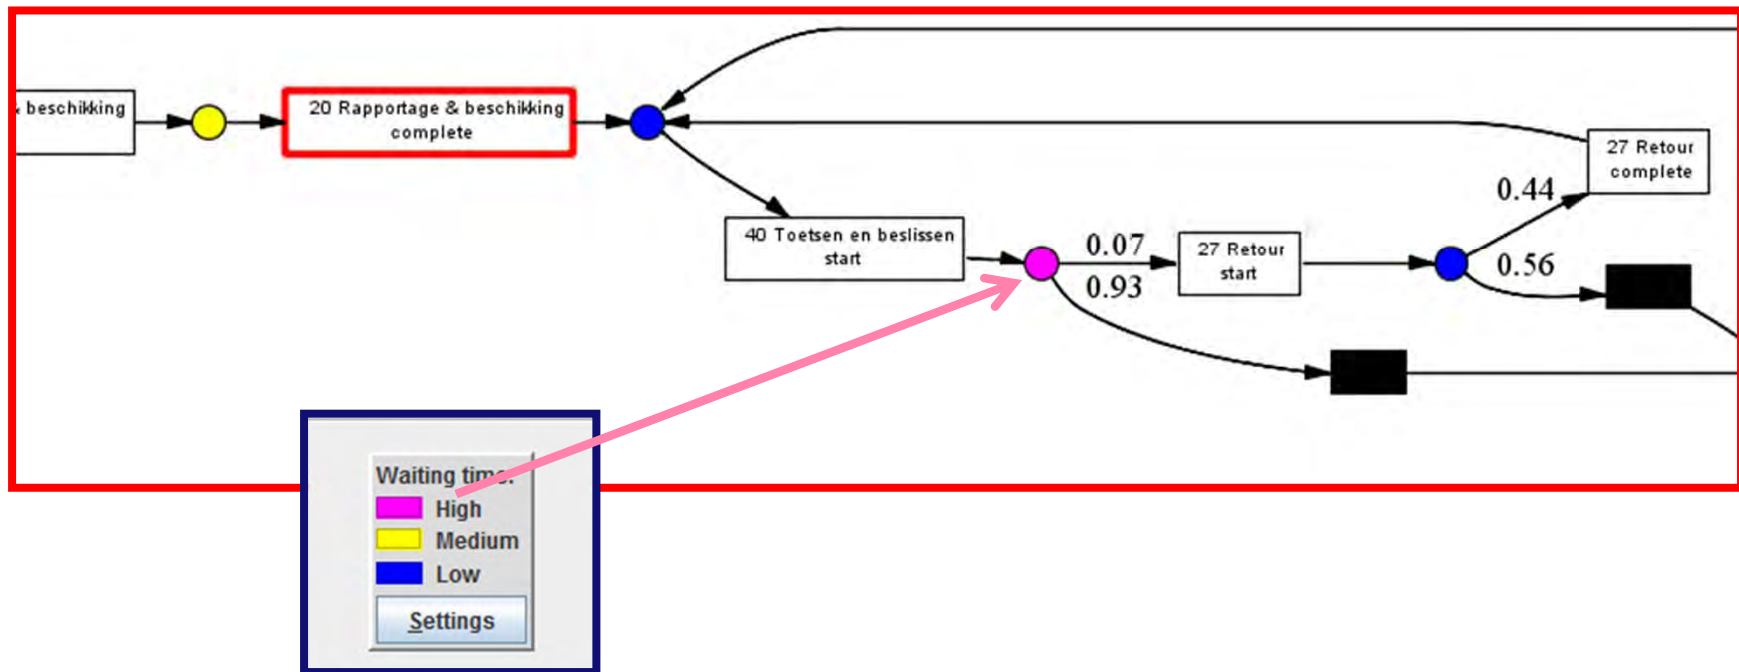 & beschikking
20 Rapportage & beschikking
complete
27 Retour
complete
0.44
40 Toetsen en beslissen
start
0.07
0.93
27 Retour
start
0.56
Waiting time:
High
Medium
Low
Settings